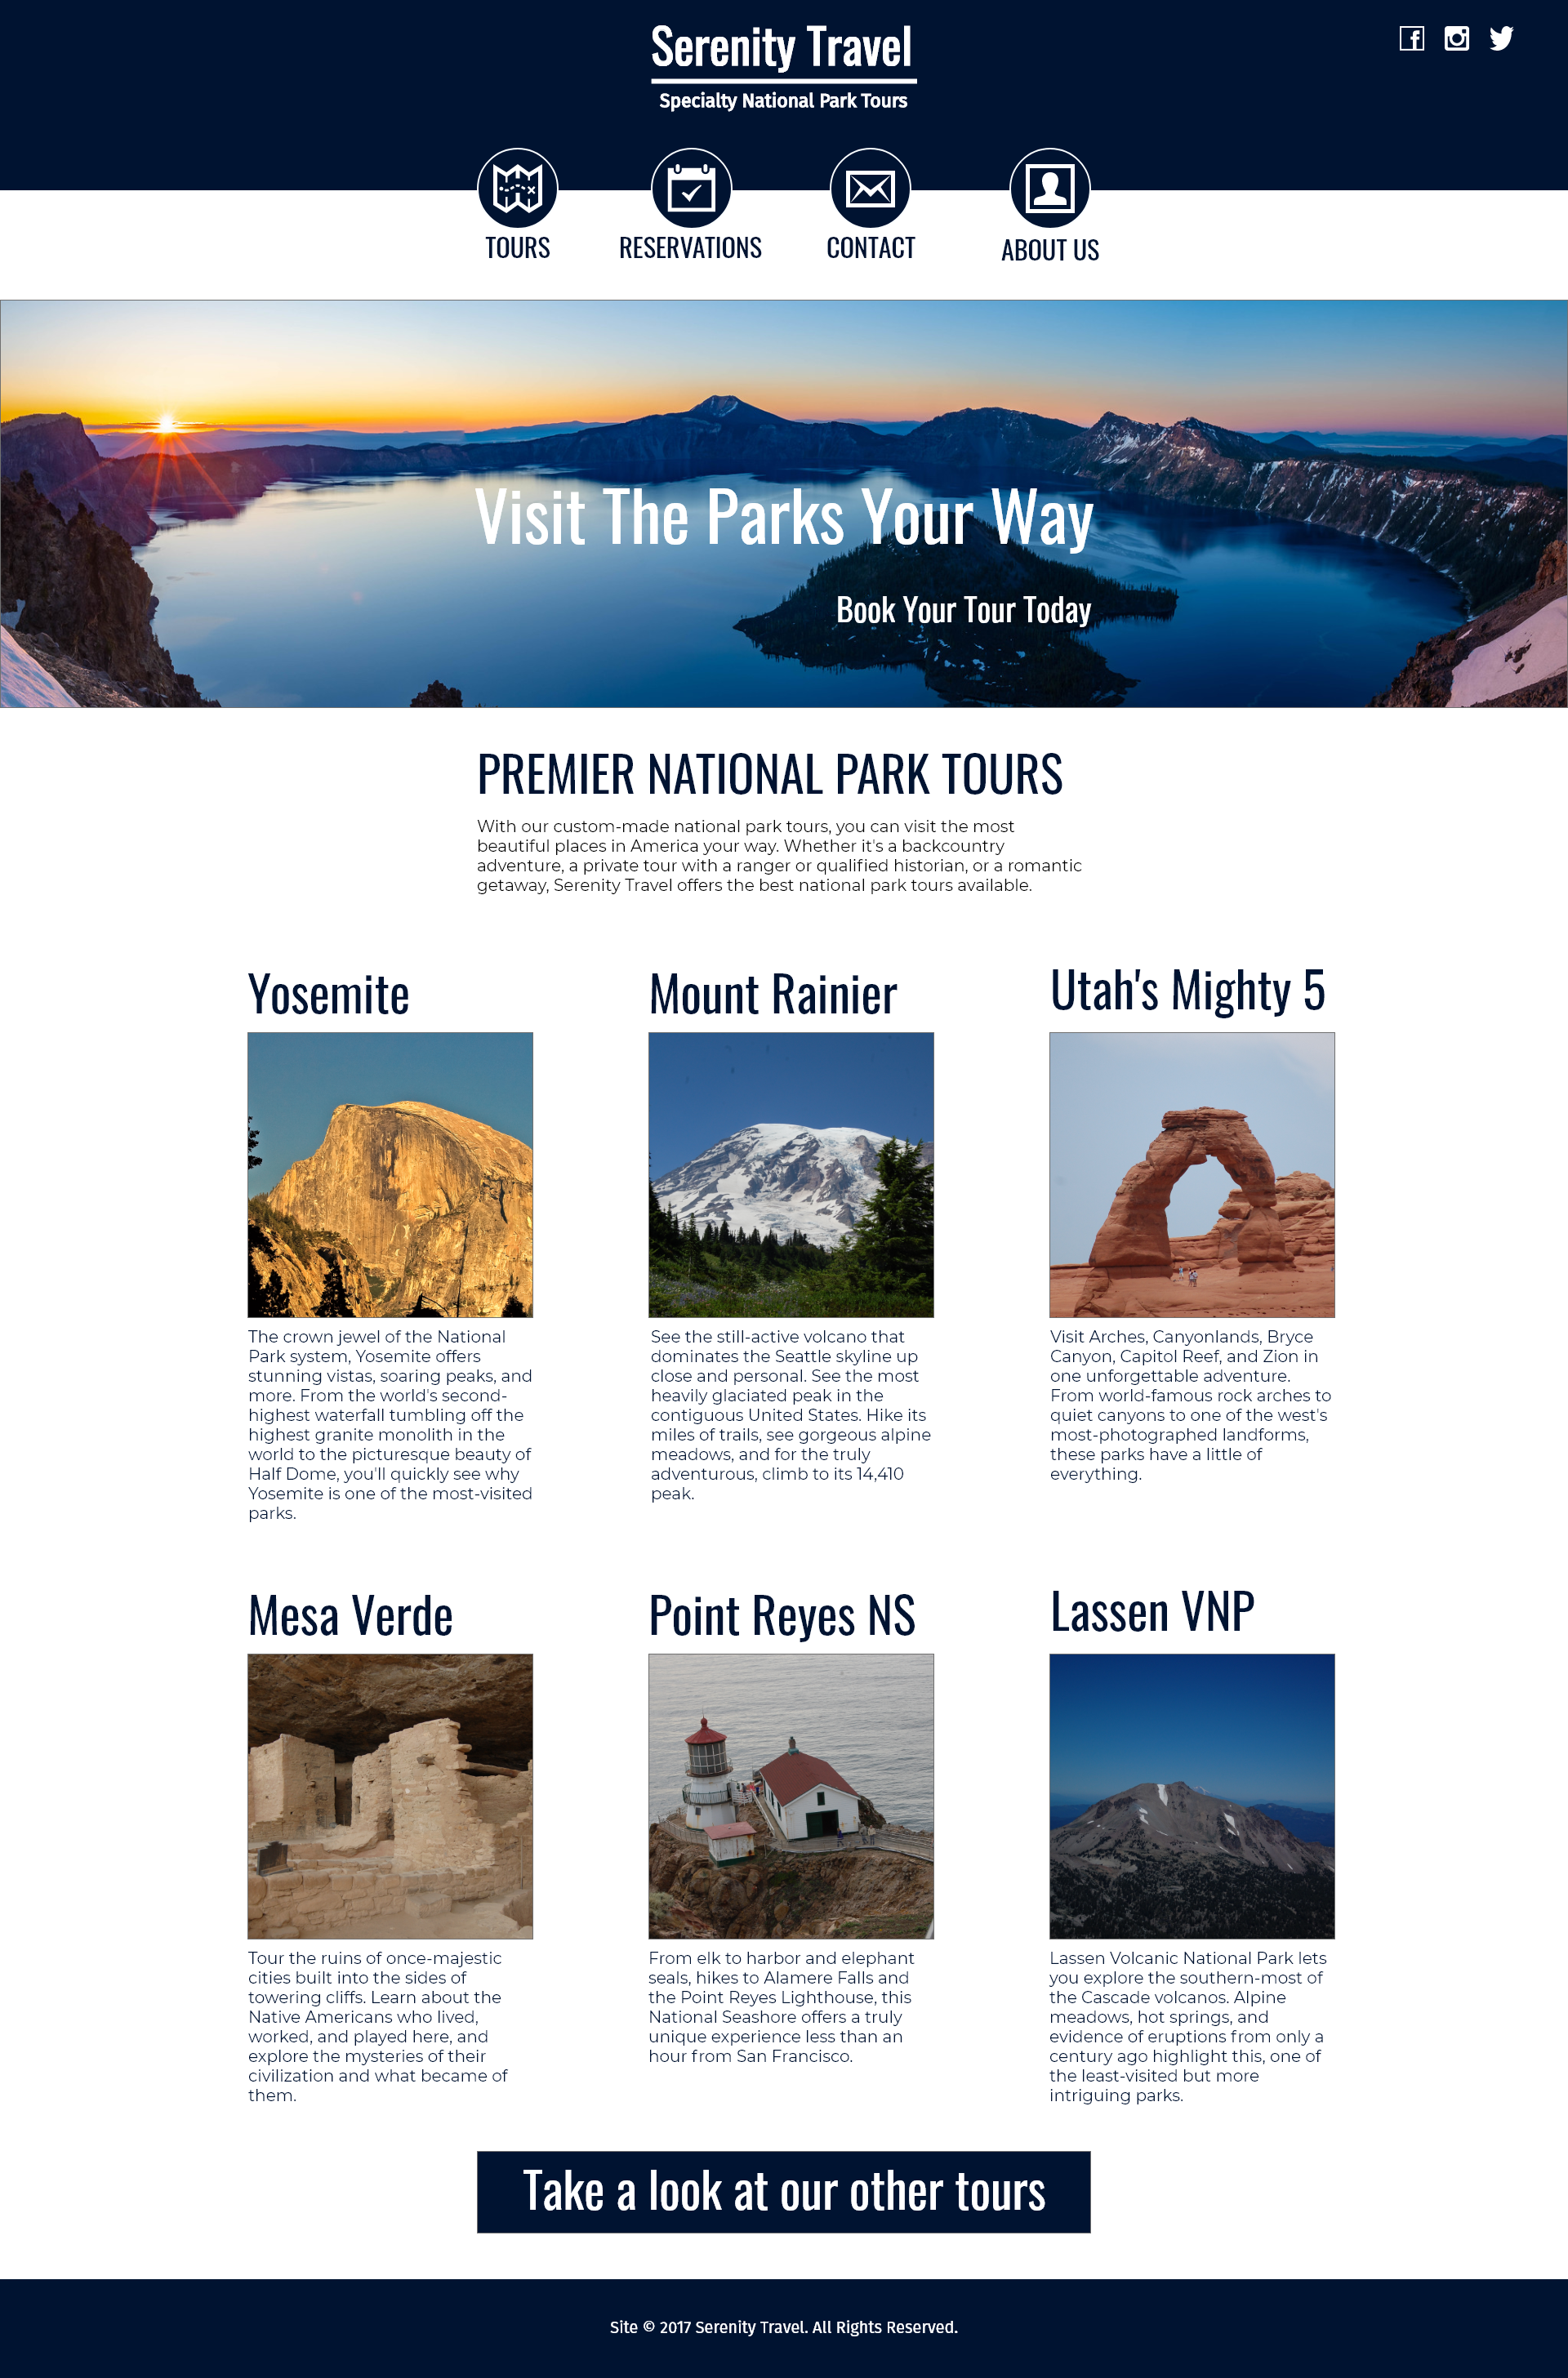 Serenity Travel
Specialty National Park Tours
TOURS
RESERVATIONS
CONTACT
ABOUT US
Visit The Parks Your Way
Book Your Tour Today
PREMIER NATIONAL PARK TOURS
With our custom-made national park tours, you can visit the most
beautiful places in America your way. Whether it's a backcountry
adventure, a private tour with a ranger or qualified historian, or a romantic
getaway, Serenity Travel offers the best national park tours available.
Yosemite
The crown jewel of the National
Park system, Yosemite offers
stunning vistas, soaring peaks, and
more. From the world's second-
highest waterfall tumbling off the
highest granite monolith in the
world to the picturesque beauty of
Half Dome, you'll quickly see why
Yosemite is one of the most-visited
parks.
Mount Rainier
See the still-active volcano that
dominates the Seattle skyline up
close and personal. See the most
heavily glaciated peak in the
contiguous United States. Hike its
miles of trails, see gorgeous alpine
meadows, and for the truly
adventurous, climb to its 14,410
peak.
Utah's Mighty 5
Visit Arches, Canyonlands, Bryce
Canyon, Capitol Reef, and Zion in
one unforgettable adventure.
From world-famous rock arches to
quiet canyons to one of the west's
most-photographed landforms,
these parks have a little of
everything.
Mesa Verde
Tour the ruins of once-majestic
cities built into the sides of
towering cliffs. Learn about the
Native Americans who lived,
worked, and played here, and
explore the mysteries of their
civilization and what became of
them.
Point Reyes NS
From elk to harbor and elephant
seals, hikes to Alamere Falls and
the Point Reyes Lighthouse, this
National Seashore offers a truly
unique experience less than an
hour from San Francisco.
Lassen VNP
Lassen Volcanic National Park lets
you explore the southern-most of
the Cascade volcanos. Alpine
meadows, hot springs, and
evidence of eruptions from only a
century ago highlight this, one of
the least-visited but more
intriguing parks.
Take a look at our other tours
Site © 2017 Serenity Travel. All Rights Reserved.